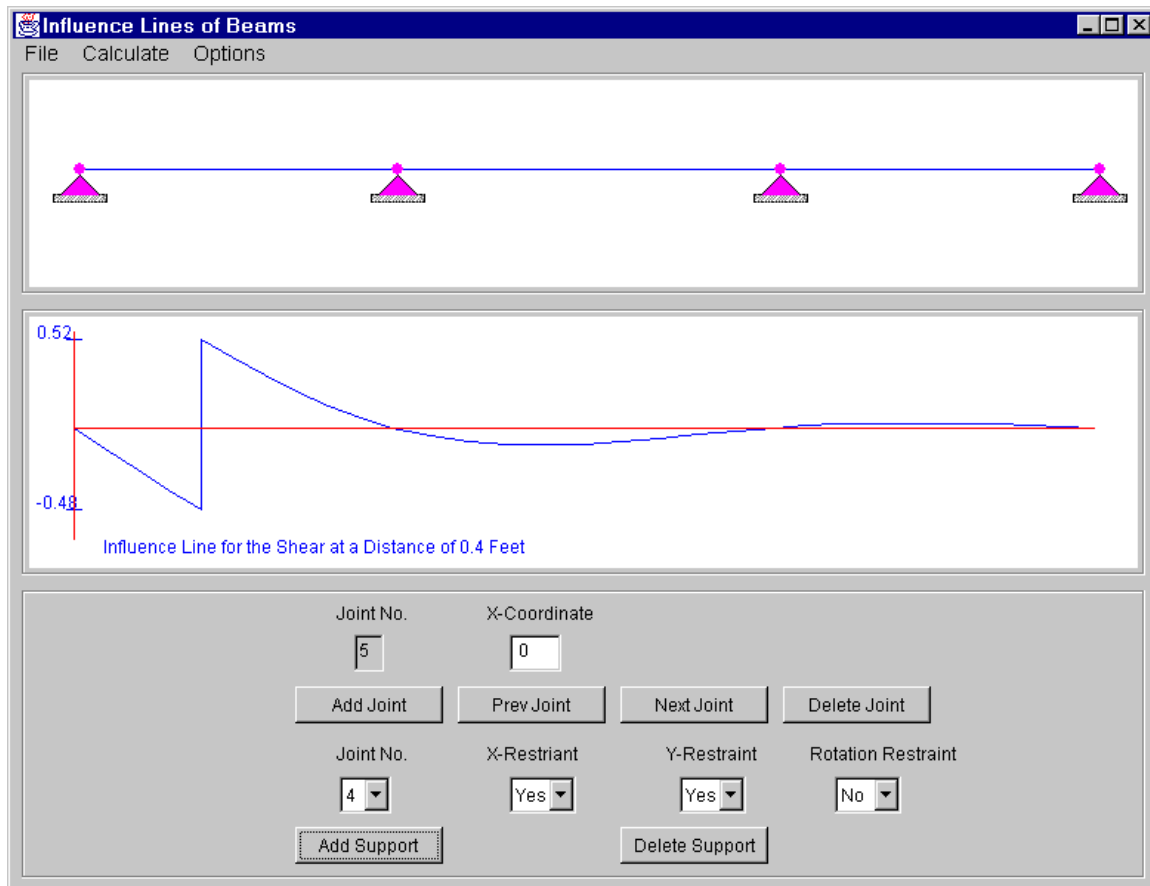 Influence Lines of Beams
File Calculate Options
0.52
-0.48
Influence Line for the Shear at a Distance of 0.4 Feet
Joint No. X-Coordinate
5 0
Add Joint Prev Joint Next Joint Delete Joint
Joint No. X-Restriant Y-Restraint Rotation Restraint
4 Yes Yes No
Add Support Delete Support